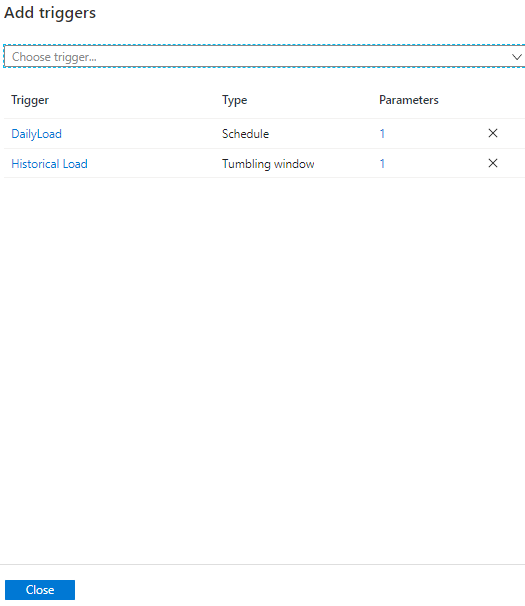 Add triggers
Choose trigger...
Trigger Type Parameters
DailyLoad Schedule 1
Historical Load Tumbling window 1
Close